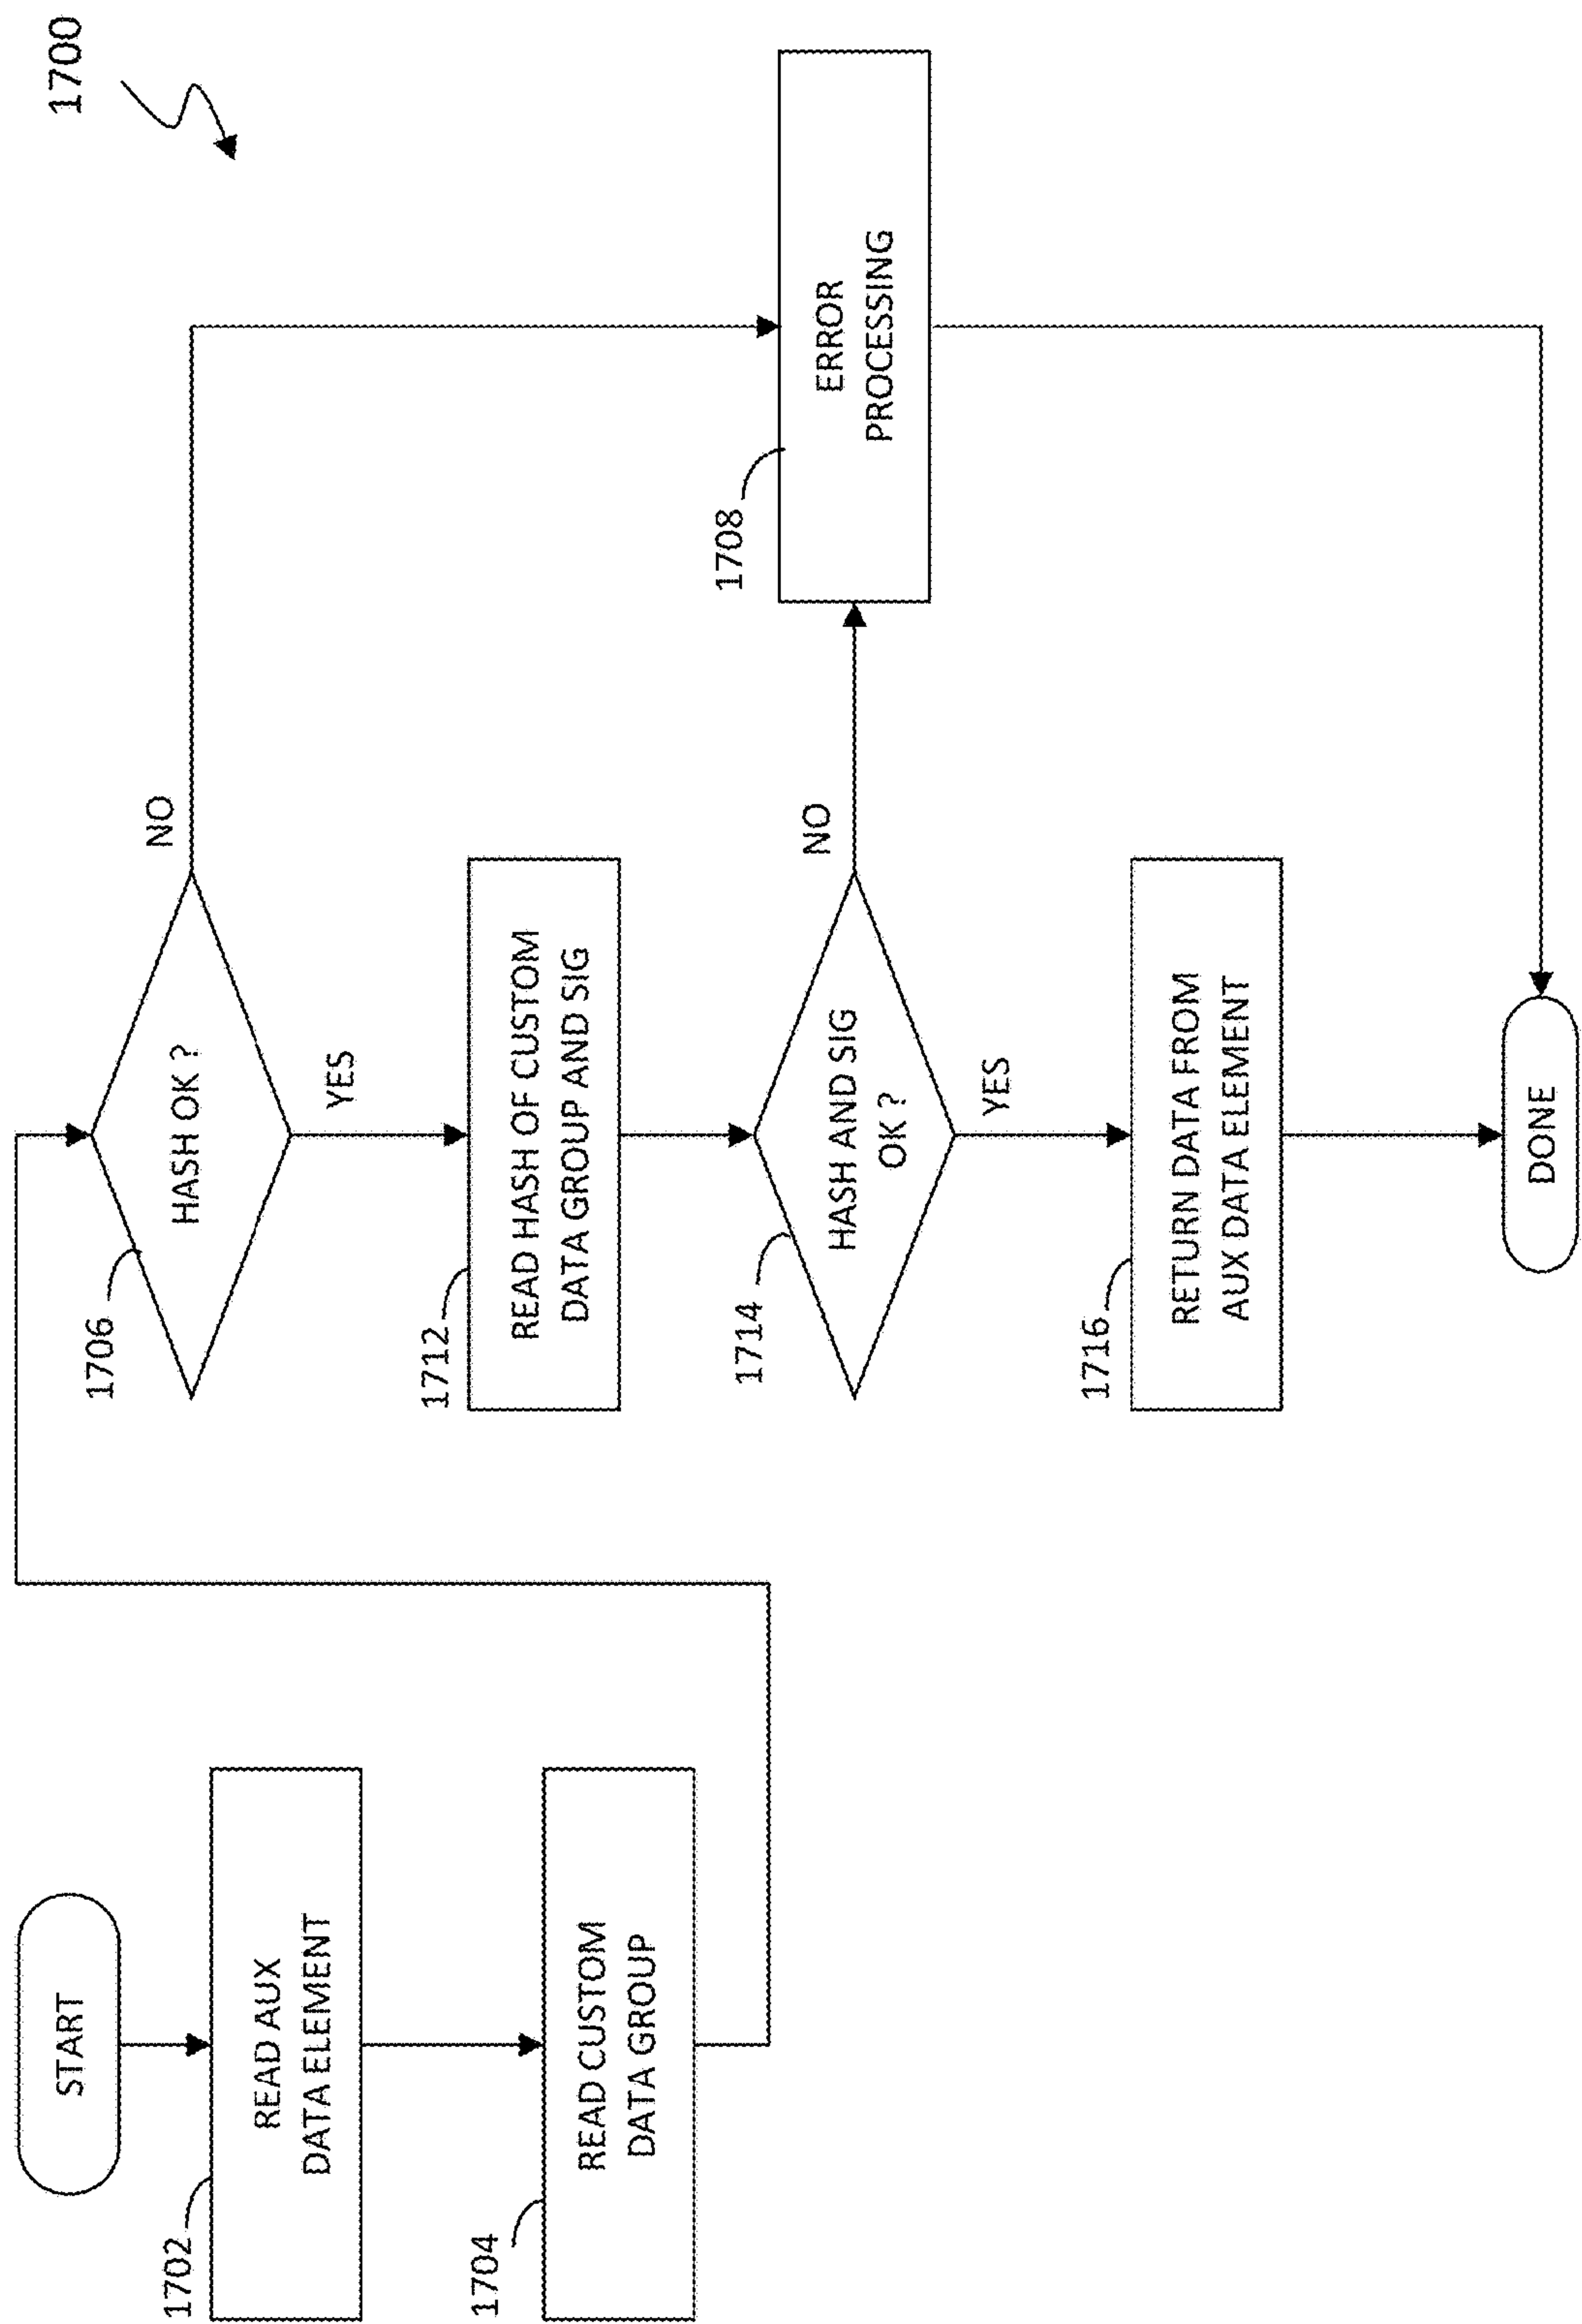 1700
START
1702
READ AUX
DATA ELEMENT
1704
READ CUSTOM
DATA GROUP
1706
HASH OK ?
NO
YES
1712
READ HASH OF CUSTOM
DATA GROUP AND SIG
1714
HASH AND SIG
OK ?
NO
YES
1708
ERROR
PROCESSING
1716
RETURN DATA FROM
AUX DATA ELEMENT
DONE